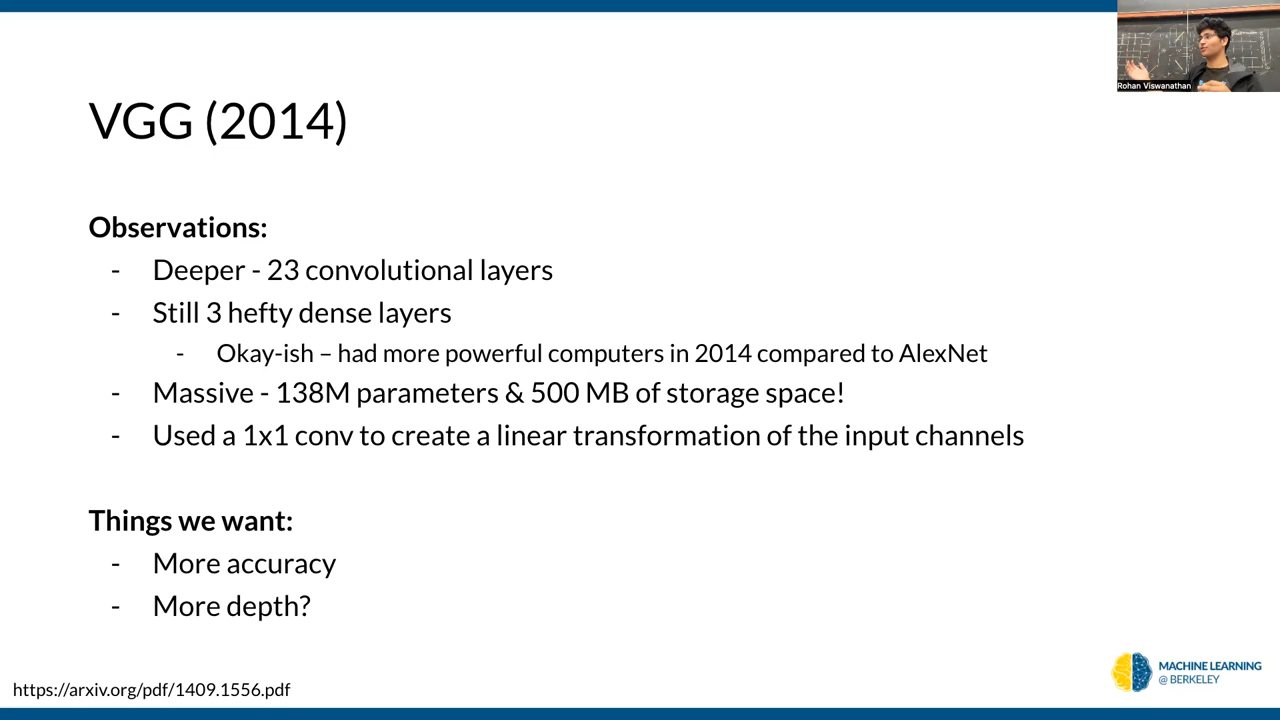 Rohan Viswanathan
VGG (2014)
Observations:
- Deeper - 23 convolutional layers
- Still 3 hefty dense layers
- Okay-ish – had more powerful computers in 2014 compared to AlexNet
- Massive - 138M parameters & 500 MB of storage space!
- Used a 1x1 conv to create a linear transformation of the input channels
Things we want:
- More accuracy
- More depth?
https://arxiv.org/pdf/1409.1556.pdf
MACHINE LEARNING
@ BERKELEY